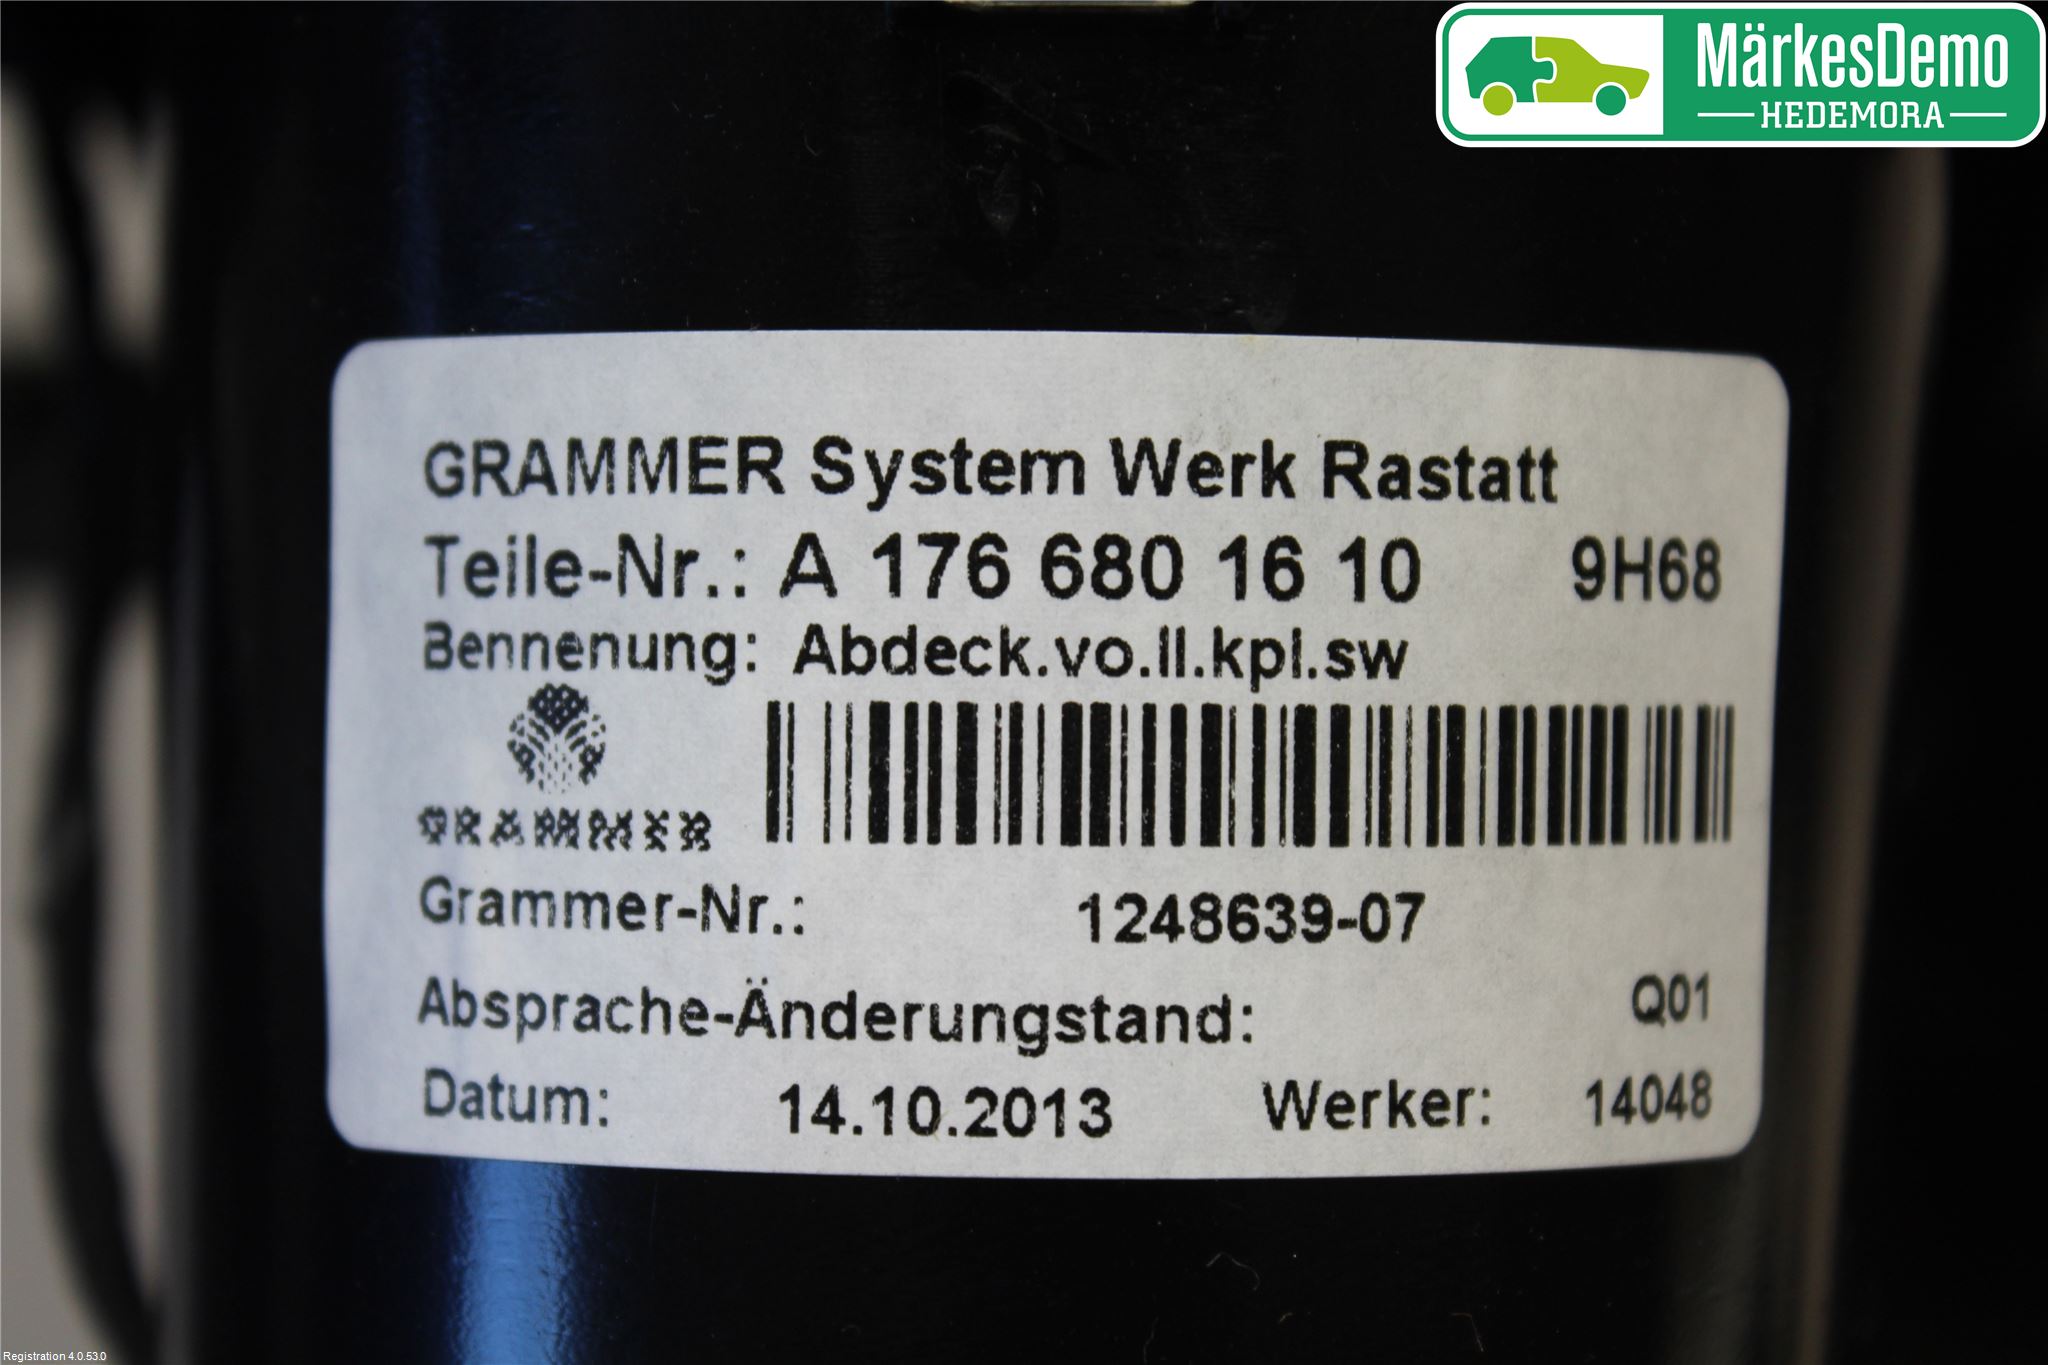 MärkesDemo
HEDEMORA
GRAMMER System Werk Rastatt
Teile-Nr.: A 176 680 16 10 9H68
Bennenung: Abdeck.vo.ll.kpl.sw
GRAMMER
Grammer-Nr.: 1248639-07
Absprache-Änderungstand: Q01
Datum: 14.10.2013 Werker: 14048
Registration 4.0.53.0